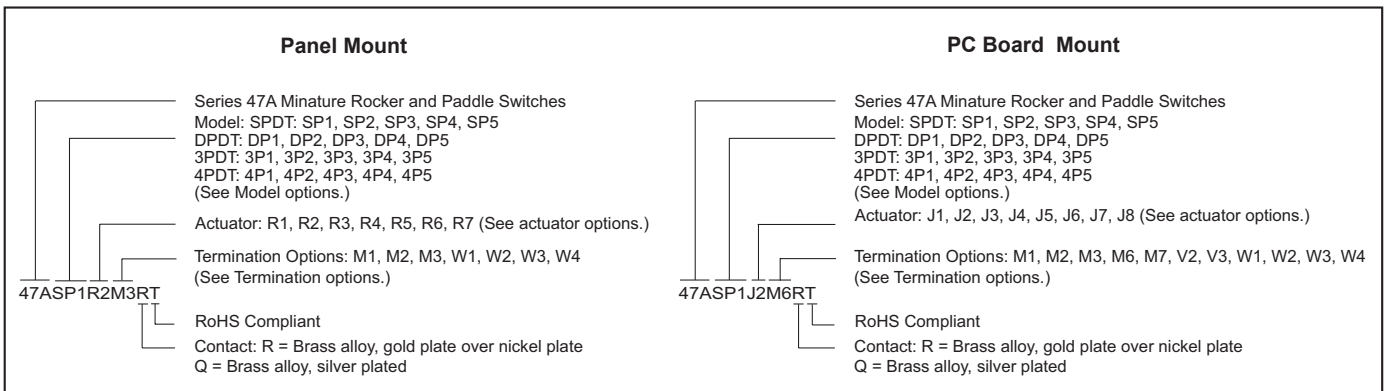 Panel Mount
Series 47A Minature Rocker and Paddle Switches
Model: SPDT: SP1, SP2, SP3, SP4, SP5
DPDT: DP1, DP2, DP3, DP4, DP5
3PDT: 3P1, 3P2, 3P3, 3P4, 3P5
4PDT: 4P1, 4P2, 4P3, 4P4, 4P5
(See Model options.)
Actuator: R1, R2, R3, R4, R5, R6, R7 (See actuator options.)
Termination Options: M1, M2, M3, W1, W2, W3, W4
(See Termination options.)
47ASP1R2M3RT
RoHS Compliant
Contact: R = Brass alloy, gold plate over nickel plate
Q = Brass alloy, silver plated
PC Board Mount
Series 47A Minature Rocker and Paddle Switches
Model: SPDT: SP1, SP2, SP3, SP4, SP5
DPDT: DP1, DP2, DP3, DP4, DP5
3PDT: 3P1, 3P2, 3P3, 3P4, 3P5
4PDT: 4P1, 4P2, 4P3, 4P4, 4P5
(See Model options.)
Actuator: J1, J2, J3, J4, J5, J6, J7, J8 (See actuator options.)
Termination Options: M1, M2, M3, M6, M7, V2, V3, W1, W2, W3, W4
(See Termination options.)
47ASP1J2M6RT
RoHS Compliant
Contact: R = Brass alloy, gold plate over nickel plate
Q = Brass alloy, silver plated